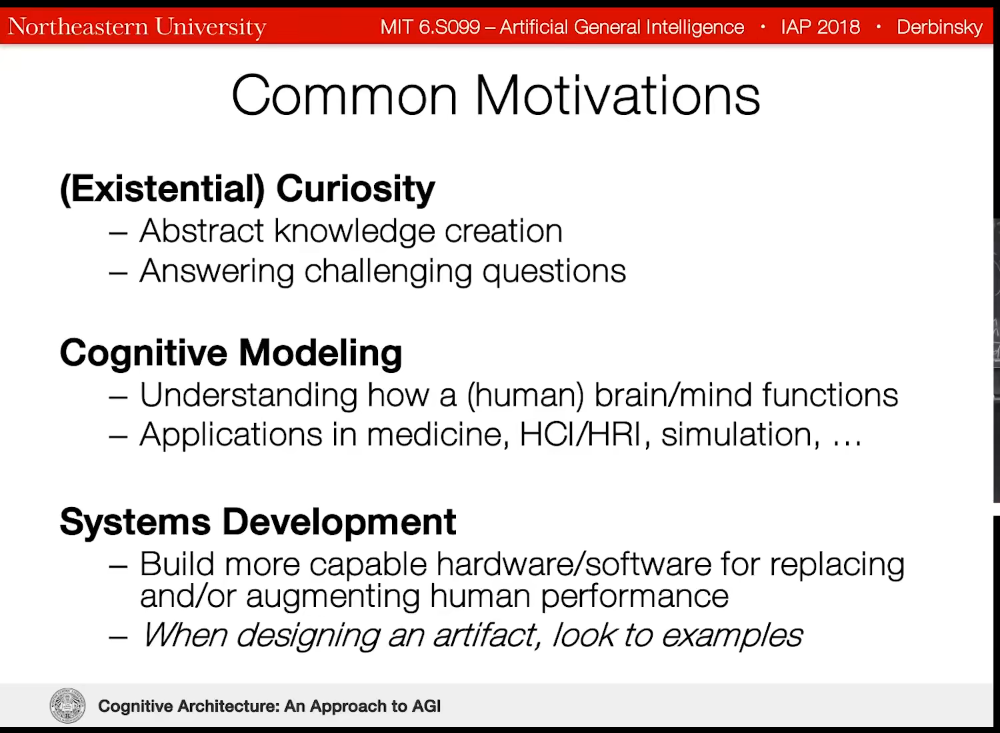 Northeastern University
MIT 6.S099 – Artificial General Intelligence • IAP 2018 • Derbinsky
Common Motivations
(Existential) Curiosity
– Abstract knowledge creation
– Answering challenging questions
Cognitive Modeling
– Understanding how a (human) brain/mind functions
– Applications in medicine, HCI/HRI, simulation, …
Systems Development
– Build more capable hardware/software for replacing
and/or augmenting human performance
– When designing an artifact, look to examples
Cognitive Architecture: An Approach to AGI